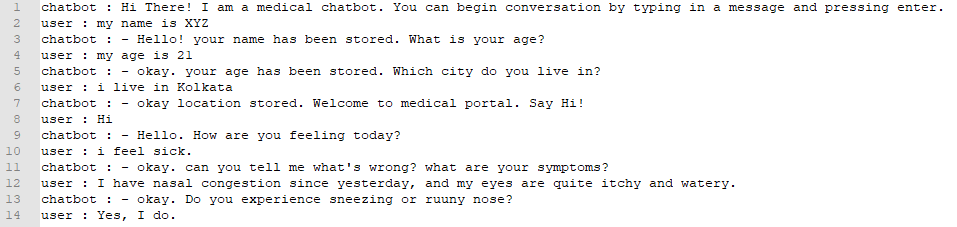 1 chatbot : Hi There! I am a medical chatbot. You can begin conversation by typing in a message and pressing enter.
2 user : my name is XYZ
3 chatbot : - Hello! your name has been stored. What is your age?
4 user : my age is 21
5 chatbot : - okay. your age has been stored. Which city do you live in?
6 user : i live in Kolkata
7 chatbot : - okay location stored. Welcome to medical portal. Say Hi!
8 user : Hi
9 chatbot : - Hello. How are you feeling today?
10 user : i feel sick.
11 chatbot : - okay. can you tell me what's wrong? what are your symptoms?
12 user : I have nasal congestion since yesterday, and my eyes are quite itchy and watery.
13 chatbot : - okay. Do you experience sneezing or ruuny nose?
14 user : Yes, I do.